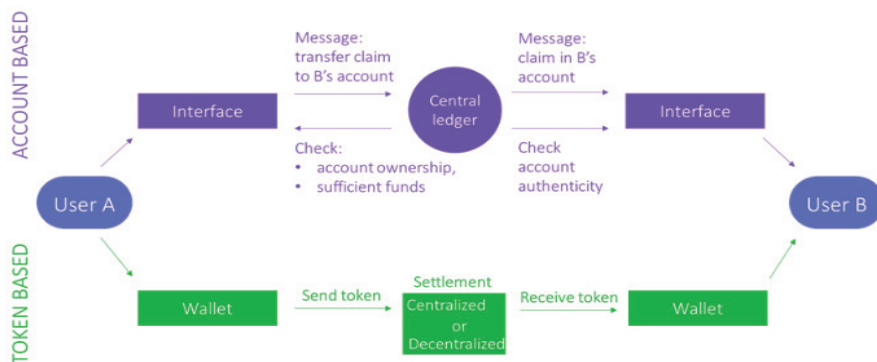 ACCOUNT BASED
Message:
transfer claim
to B's account
Message:
claim in B's
account
Interface
Central
ledger
Interface
Check:
• account ownership,
• sufficient funds
Check
account
authenticity
User A
User B
TOKEN BASED
Wallet
Send token
Settlement
Centralized
or
Decentralized
Receive token
Wallet